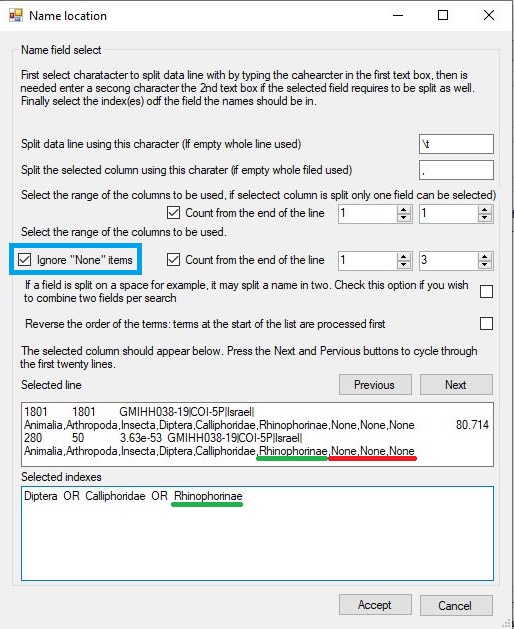 Name location
Name field select
First select charatacter to split data line with by typing the cahearcter in the first text box, then is
needed enter a secong character the 2nd text box if the selected field requires to be split as well.
Finally select the index(es) odf the field the names should be in.
Split data line using this character (If empty whole line used)
\t
Split the selected column using this charater (if empty whole filed used)
,
Select the range of the columns to be used, if selectect column is split only one field can be selected)
Count from the end of the line
1
1
Select the range of the columns to be used.
Ignore "None" items
Count from the end of the line
1
3
If a field is split on a space for example, it may split a name in two. Check this option if you wish
to combine two fields per search
Reverse the order of the terms: terms at the start of the list are processed first
The selected column should appear below. Press the Next and Pervious buttons to cycle through
the first twenty lines.
Selected line
Previous
Next
1801 1801 GMIHH038-19|COI-5P|Israel|
Animalia,Arthropoda,Insecta,Diptera,Calliphoridae,Rhinophorinae,None,None,None 80.714
280 50 3.63e-53 GMIHH038-19|COI-5P|Israel|
Animalia,Arthropoda,Insecta,Diptera,Calliphoridae,Rhinophorinae,None,None,None
Selected indexes
Diptera OR Calliphoridae OR Rhinophorinae
Accept
Cancel